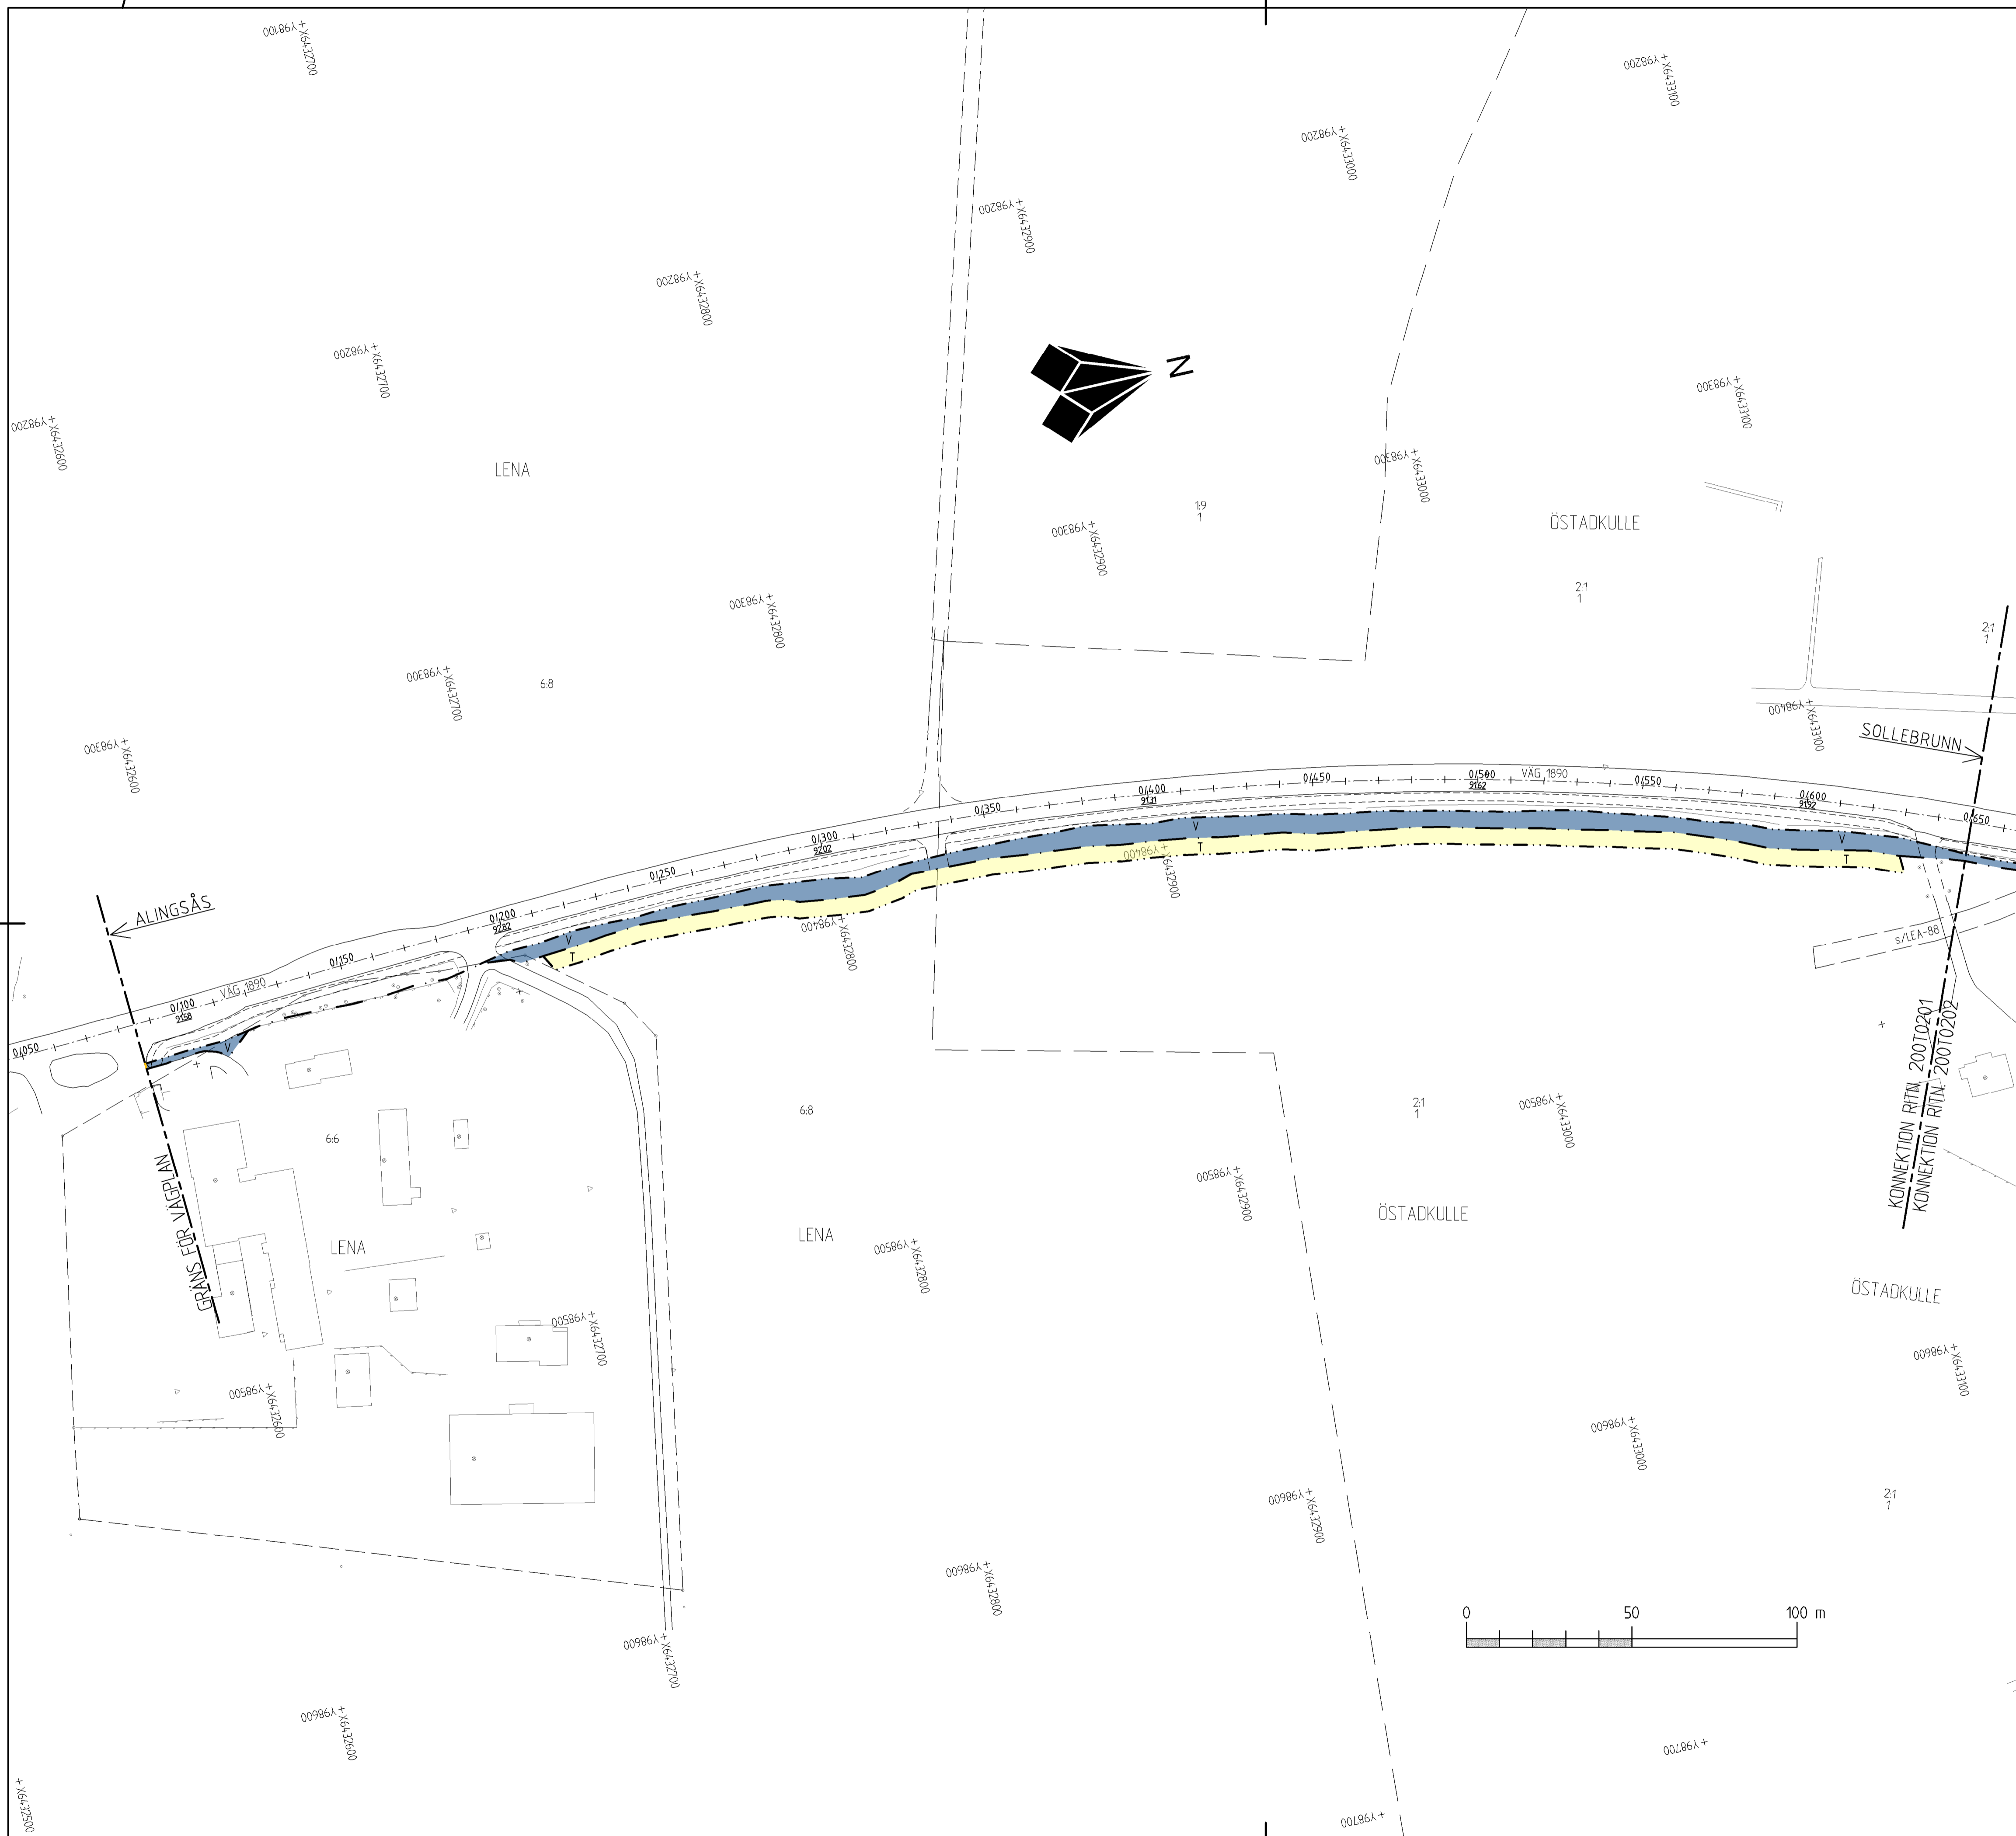 Y98100
X6432700
Y98200
X6433100
Y98200
X6433000
Y98200
X6432900
Y98200
X6432800
Y98200
X6432700
Y98200
X6432600
N
LENA
Y98300
X6433100
Y98300
X6433000
1:9
1
ÖSTADKULLE
Y98300
X6432900
2:1
1
Y98300
X6432800
2:1
1
Y98300
X6432700
6:8
Y98300
X6432600
Y98400
X6433100
SOLLEBRUNN
0/450
0/500
9162
VÄG 1890
0/550
0/400
9131
0/600
9192
0/350
0/650
0/300
9202
V
T
V
T
Y98400
X6432900
0/250
ALINGSÅS
0/200
9282
Y98400
X6432800
V
T
s/LEA-88
0/150
VÄG 1890
0/100
9158
0/050
V
KONNEKTION RITN. 200T0201
KONNEKTION RITN. 200T0202
6:6
6:8
2:1
1
Y98500
X6433000
GRÄNS FÖR VÄGPLAN
Y98500
X6432900
LENA
LENA
ÖSTADKULLE
Y98500
X6432800
ÖSTADKULLE
Y98500
X6432700
Y98600
X6433100
Y98500
X6432600
Y98600
X6433000
Y98600
X6432900
2:1
1
Y98600
X6432800
0 50 100 m
Y98600
X6432700
Y98600
X6432600
Y98700
X6432500
Y98700